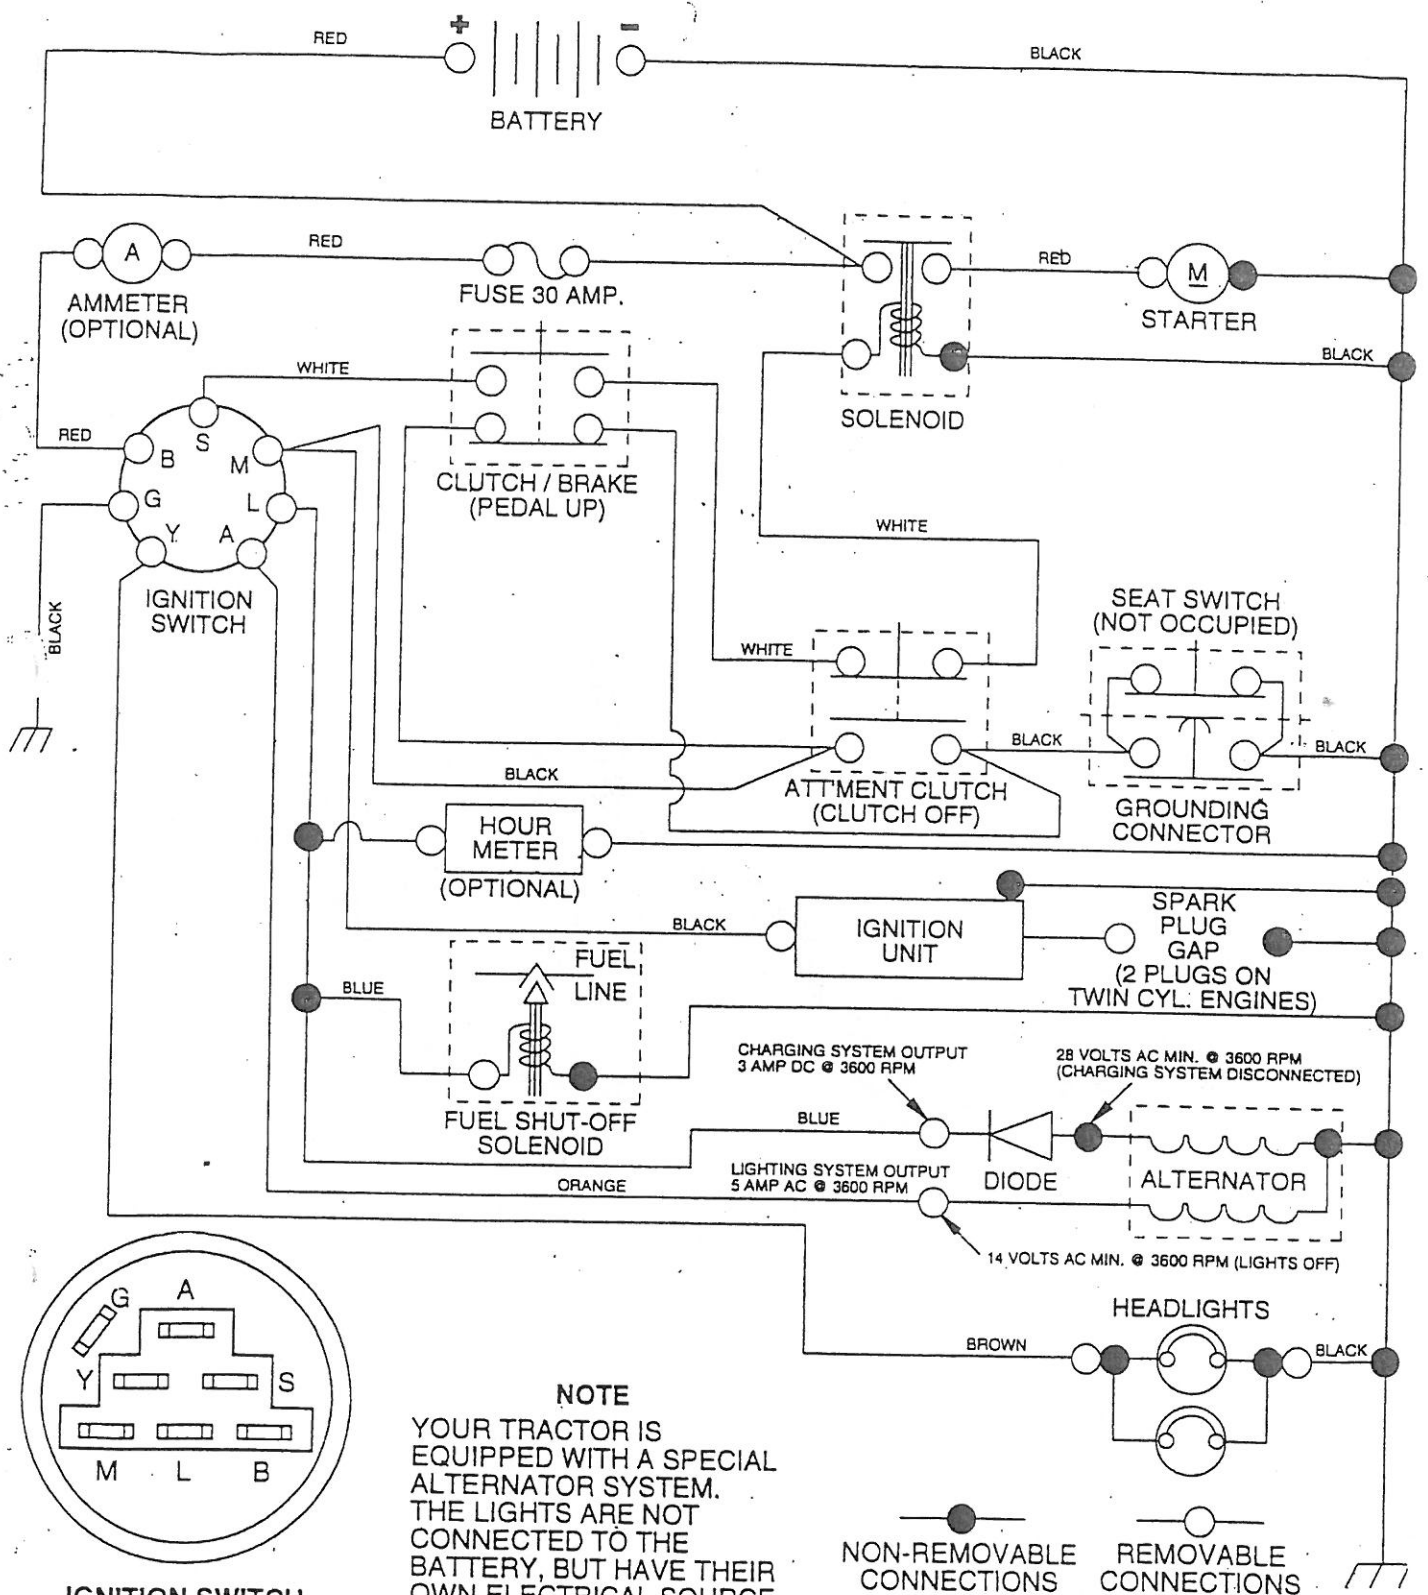 + −
RED
BLACK
BATTERY
A
RED
RED
M
AMMETER
(OPTIONAL)
FUSE 30 AMP.
STARTER
WHITE
BLACK
SOLENOID
RED
B
S
M
G
L
Y
A
CLUTCH / BRAKE
(PEDAL UP)
WHITE
IGNITION
SWITCH
BLACK
SEAT SWITCH
(NOT OCCUPIED)
WHITE
BLACK
BLACK
BLACK
ATT'MENT CLUTCH
(CLUTCH OFF)
GROUNDING
CONNECTOR
HOUR
METER
(OPTIONAL)
BLACK
IGNITION
UNIT
SPARK
PLUG
GAP
(2 PLUGS ON
TWIN CYL. ENGINES)
FUEL
LINE
BLUE
FUEL SHUT-OFF
SOLENOID
CHARGING SYSTEM OUTPUT
3 AMP DC @ 3600 RPM
28 VOLTS AC MIN. @ 3600 RPM
(CHARGING SYSTEM DISCONNECTED)
BLUE
DIODE
ALTERNATOR
LIGHTING SYSTEM OUTPUT
5 AMP AC @ 3600 RPM
ORANGE
14 VOLTS AC MIN. @ 3600 RPM (LIGHTS OFF)
HEADLIGHTS
BROWN
BLACK
G
A
Y
S
M L B
IGNITION SWITCH
NOTE
YOUR TRACTOR IS
EQUIPPED WITH A SPECIAL
ALTERNATOR SYSTEM.
THE LIGHTS ARE NOT
CONNECTED TO THE
BATTERY, BUT HAVE THEIR
OWN ELECTRICAL SOURCE
NON-REMOVABLE
CONNECTIONS
REMOVABLE
CONNECTIONS